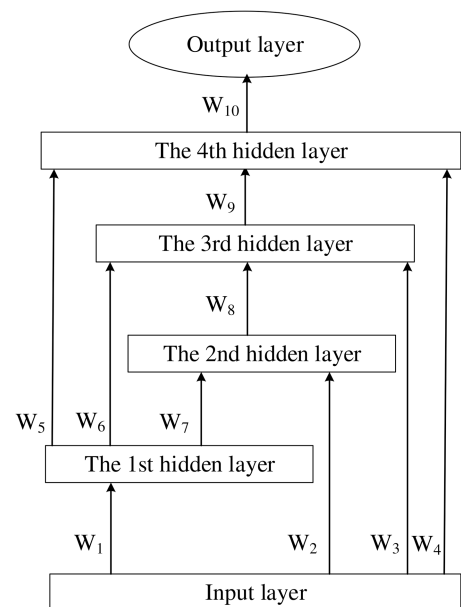 Output layer
W10
The 4th hidden layer
W9
The 3rd hidden layer
W8
The 2nd hidden layer
W5 W6 W7
The 1st hidden layer
W1 W2 W3 W4
Input layer